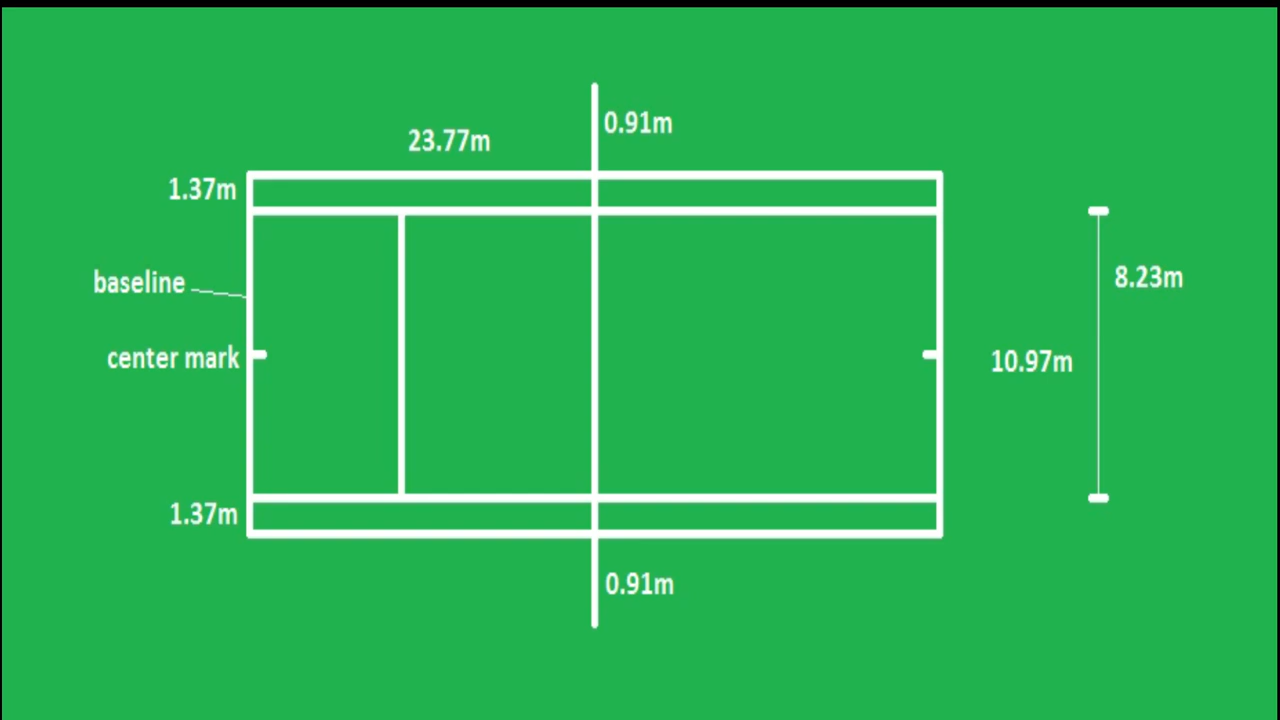 0.91m
23.77m
1.37m
8.23m
baseline
10.97m
center mark
1.37m
0.91m